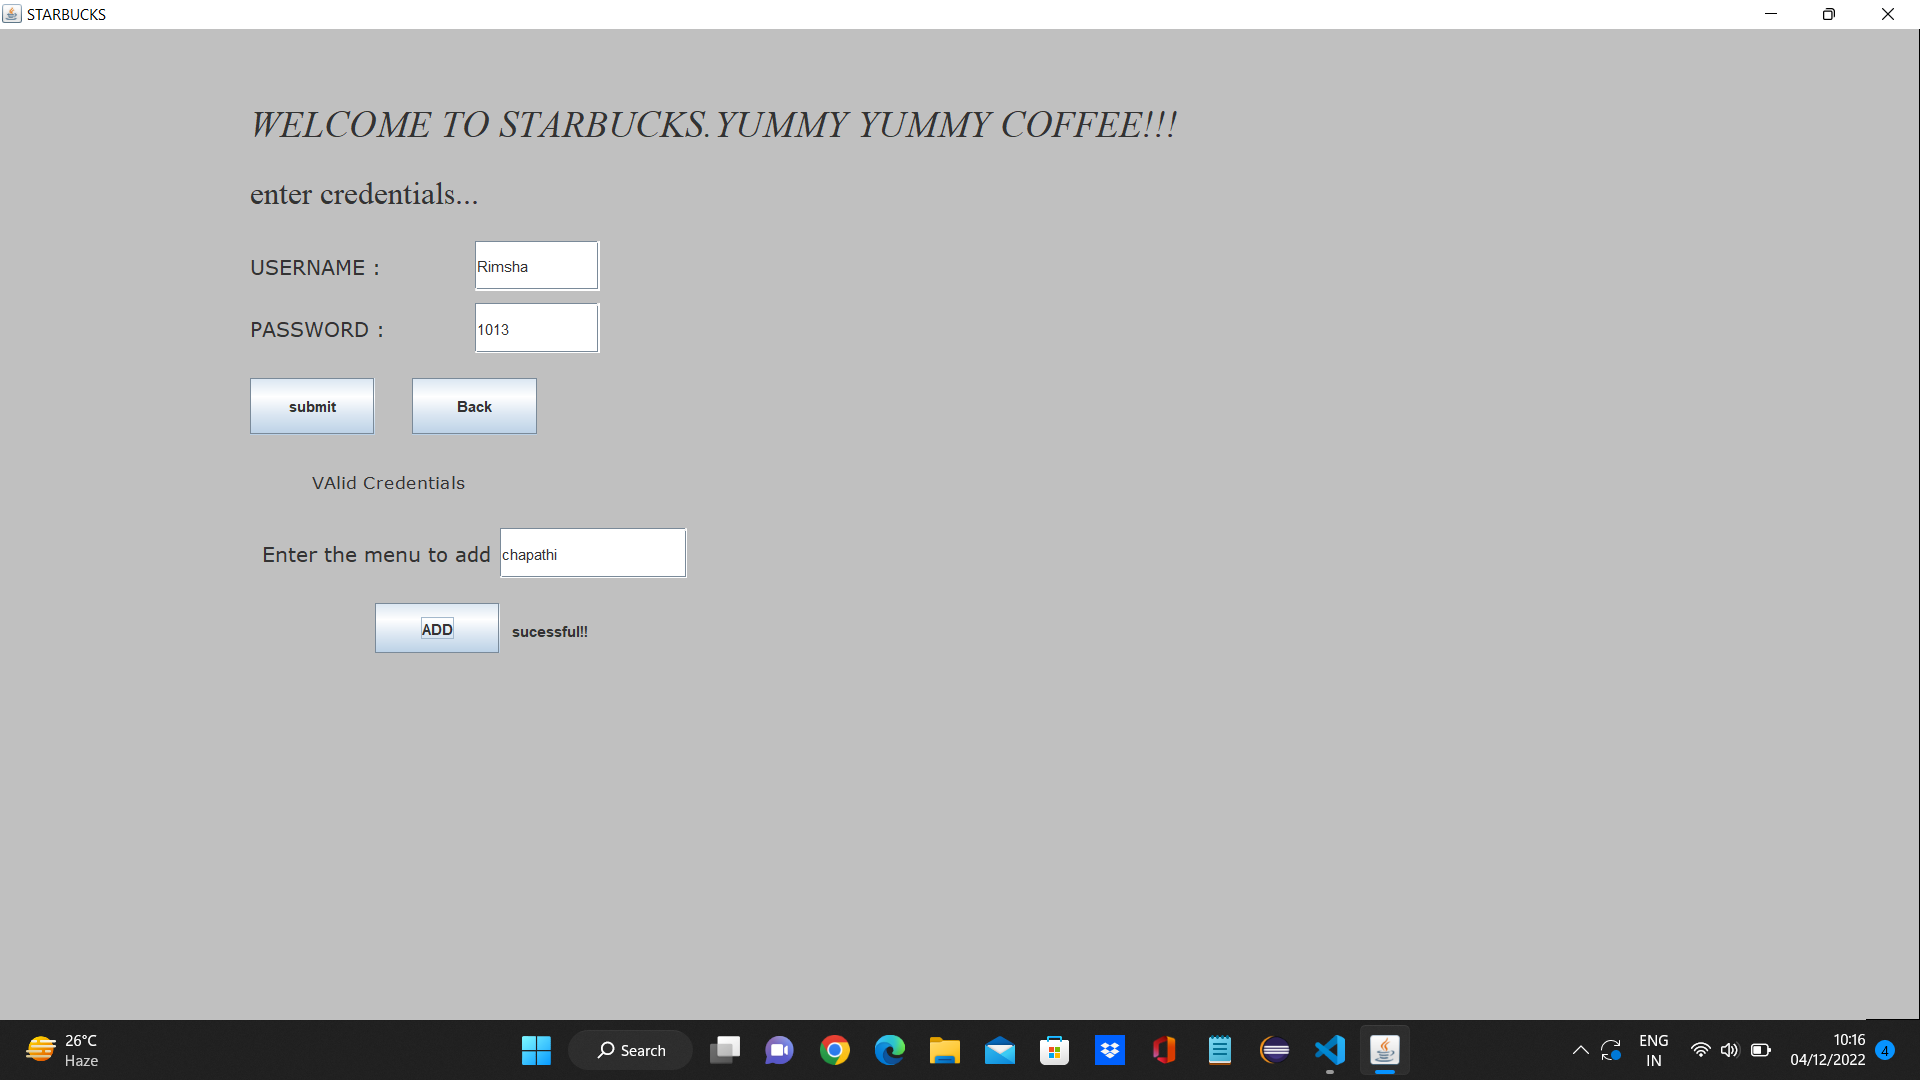 STARBUCKS
WELCOME TO STARBUCKS.YUMMY YUMMY COFFEE!!!
enter credentials...
USERNAME : Rimsha
PASSWORD : 1013
submit Back
VAlid Credentials
Enter the menu to add chapathi
ADD sucessful!!
26°C
Haze
Search
ENG
IN
10:16
04/12/2022
4